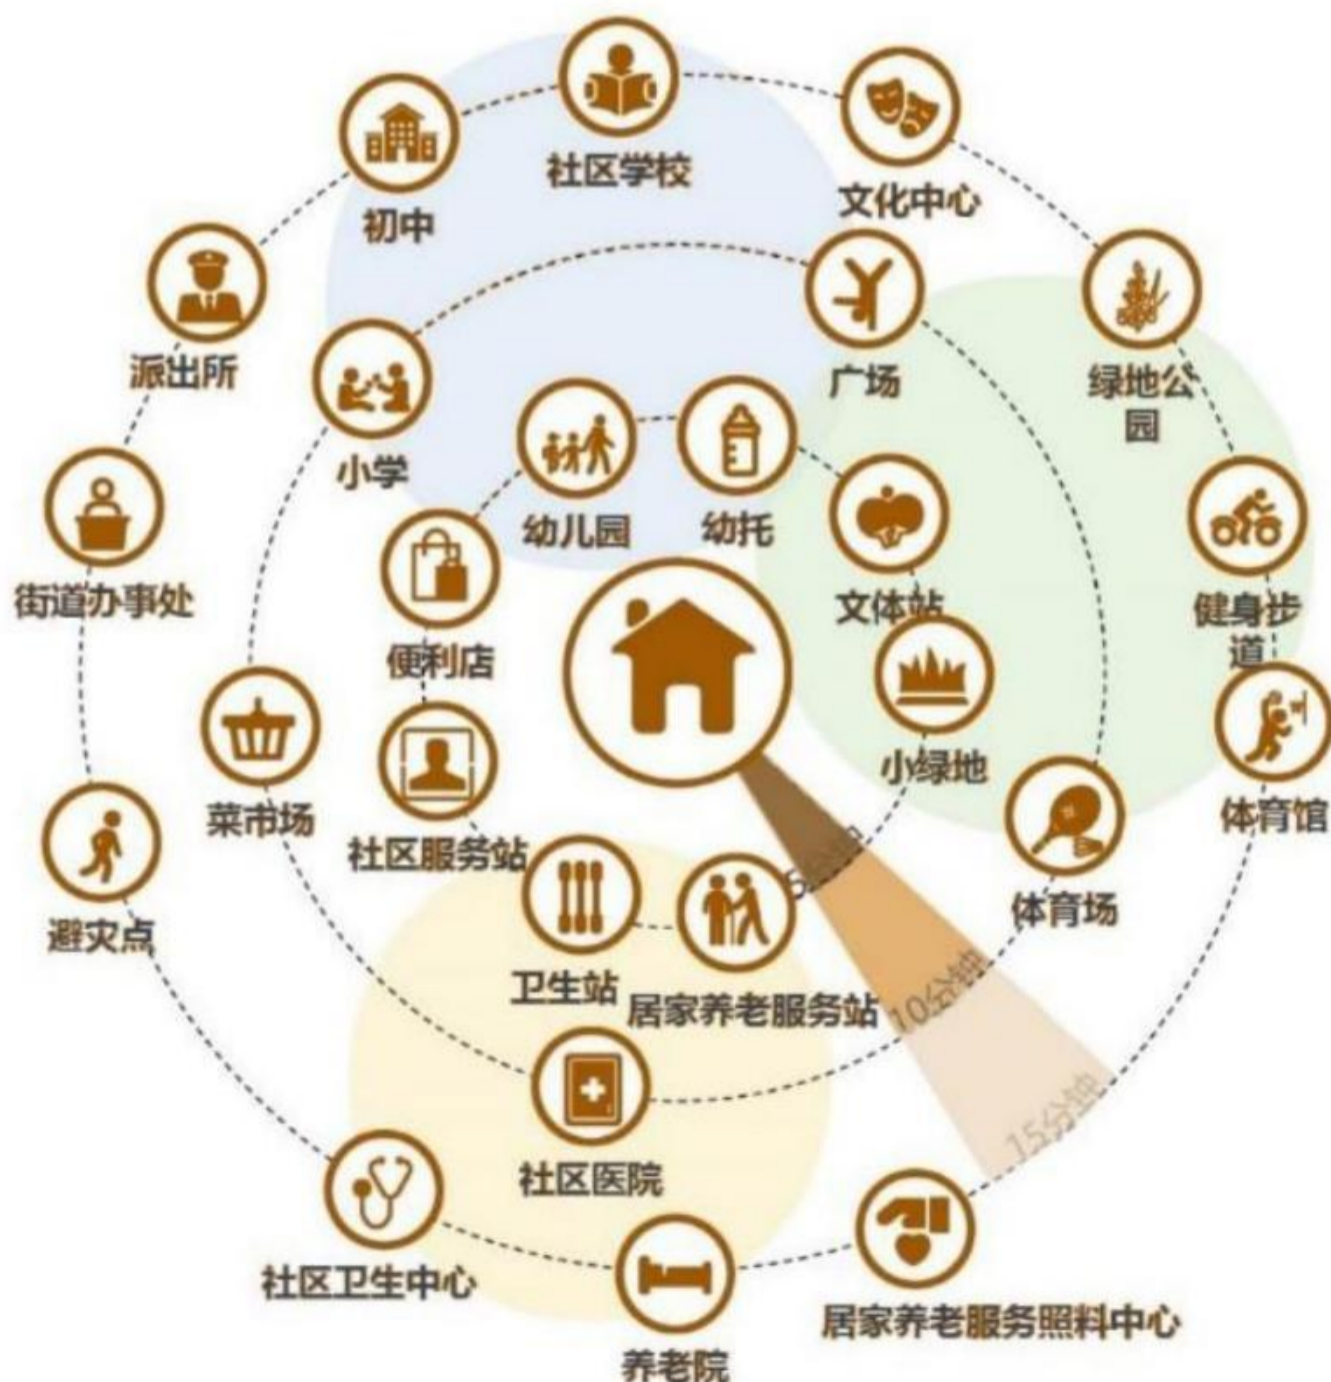 社区学校
文化中心
初中
派出所
广场
绿地公
园
小学
幼儿园
幼托
街道办事处
文体站
健身步
道
便利店
小绿地
菜市场
体育馆
社区服务站
5分钟
体育场
避灾点
卫生站
居家养老服务站
10分钟
15分钟
社区医院
社区卫生中心
居家养老服务照料中心
养老院